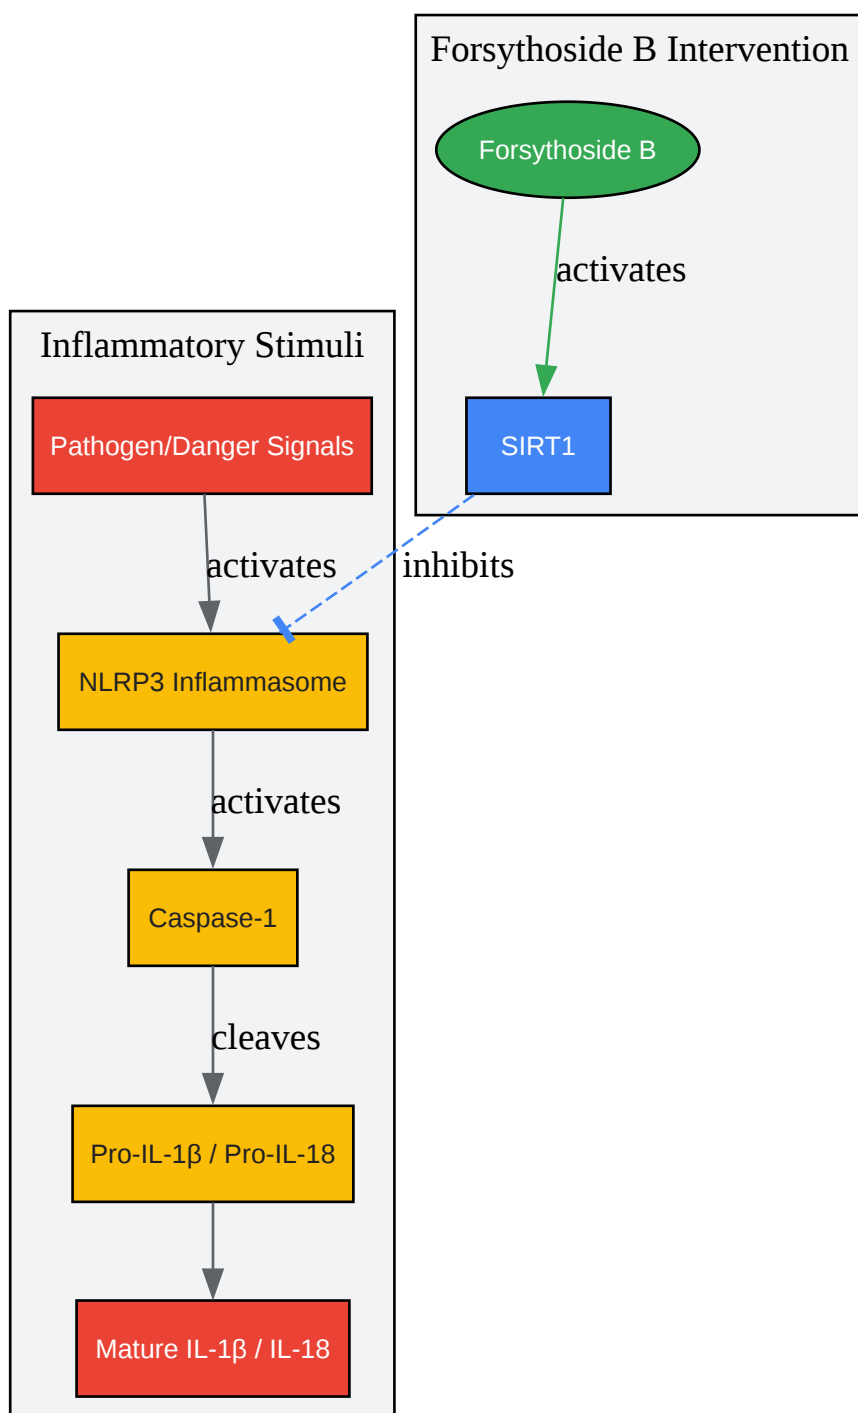 Forsythoside B Intervention
Forsythoside B
activates
SIRT1
inhibits
Inflammatory Stimuli
Pathogen/Danger Signals
activates
NLRP3 Inflammasome
activates
Caspase-1
cleaves
Pro-IL-1β / Pro-IL-18
Mature IL-1β / IL-18